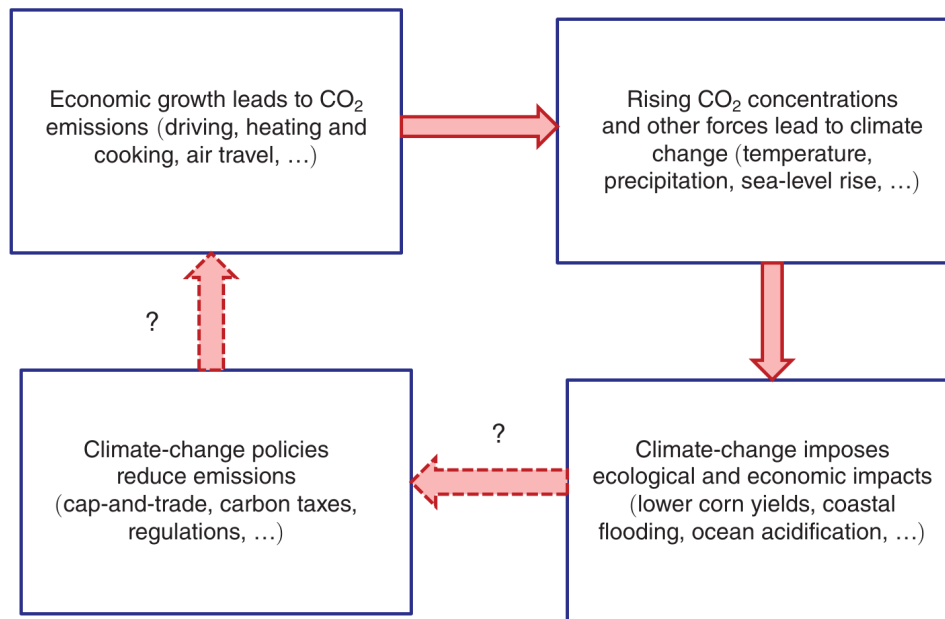 Economic growth leads to CO₂
emissions (driving, heating and
cooking, air travel, …)
Rising CO₂ concentrations
and other forces lead to climate
change (temperature,
precipitation, sea-level rise, …)
?
?
Climate-change policies
reduce emissions
(cap-and-trade, carbon taxes,
regulations, …)
Climate-change imposes
ecological and economic impacts
(lower corn yields, coastal
flooding, ocean acidification, …)